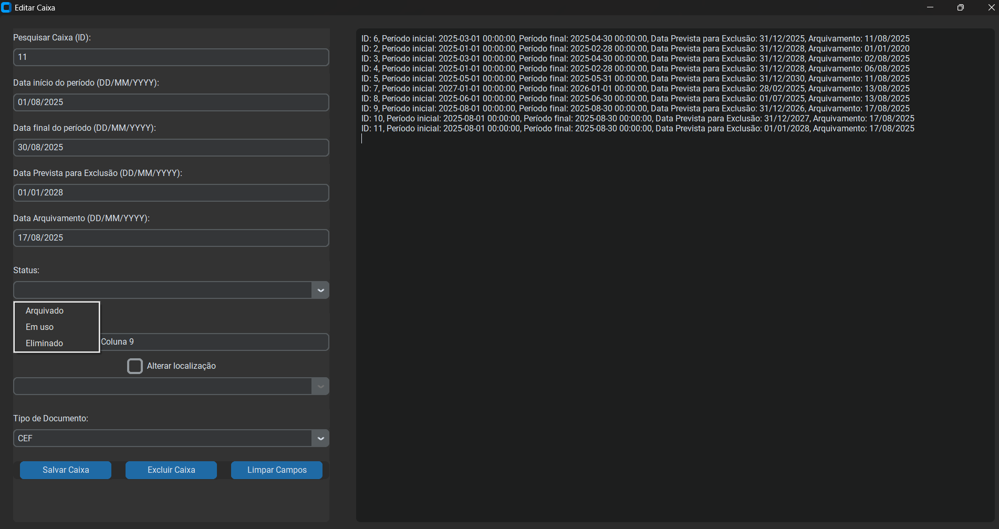 Editar Caixa
Pesquisar Caixa (ID):
11
Data início do período (DD/MM/YYYY):
01/08/2025
Data final do período (DD/MM/YYYY):
30/08/2025
Data Prevista para Exclusão (DD/MM/YYYY):
01/01/2028
Data Arquivamento (DD/MM/YYYY):
17/08/2025
Status:
Arquivado
Em uso
Eliminado
Coluna 9
Alterar localização
Tipo de Documento:
CEF
Salvar Caixa
Excluir Caixa
Limpar Campos
ID: 6, Período inicial: 2025-03-01 00:00:00, Período final: 2025-04-30 00:00:00, Data Prevista para Exclusão: 31/12/2025, Arquivamento: 11/08/2025
ID: 2, Período inicial: 2025-01-01 00:00:00, Período final: 2025-02-28 00:00:00, Data Prevista para Exclusão: 31/12/2028, Arquivamento: 01/01/2020
ID: 3, Período inicial: 2025-03-01 00:00:00, Período final: 2025-04-30 00:00:00, Data Prevista para Exclusão: 31/12/2028, Arquivamento: 02/08/2025
ID: 4, Período inicial: 2025-01-01 00:00:00, Período final: 2025-02-28 00:00:00, Data Prevista para Exclusão: 31/12/2028, Arquivamento: 06/08/2025
ID: 5, Período inicial: 2025-05-01 00:00:00, Período final: 2025-05-31 00:00:00, Data Prevista para Exclusão: 31/12/2030, Arquivamento: 11/08/2025
ID: 7, Período inicial: 2027-01-01 00:00:00, Período final: 2026-01-01 00:00:00, Data Prevista para Exclusão: 28/02/2025, Arquivamento: 13/08/2025
ID: 8, Período inicial: 2025-06-01 00:00:00, Período final: 2025-06-30 00:00:00, Data Prevista para Exclusão: 01/07/2025, Arquivamento: 13/08/2025
ID: 9, Período inicial: 2025-08-01 00:00:00, Período final: 2025-08-30 00:00:00, Data Prevista para Exclusão: 31/12/2026, Arquivamento: 17/08/2025
ID: 10, Período inicial: 2025-08-01 00:00:00, Período final: 2025-08-30 00:00:00, Data Prevista para Exclusão: 31/12/2027, Arquivamento: 17/08/2025
ID: 11, Período inicial: 2025-08-01 00:00:00, Período final: 2025-08-30 00:00:00, Data Prevista para Exclusão: 01/01/2028, Arquivamento: 17/08/2025